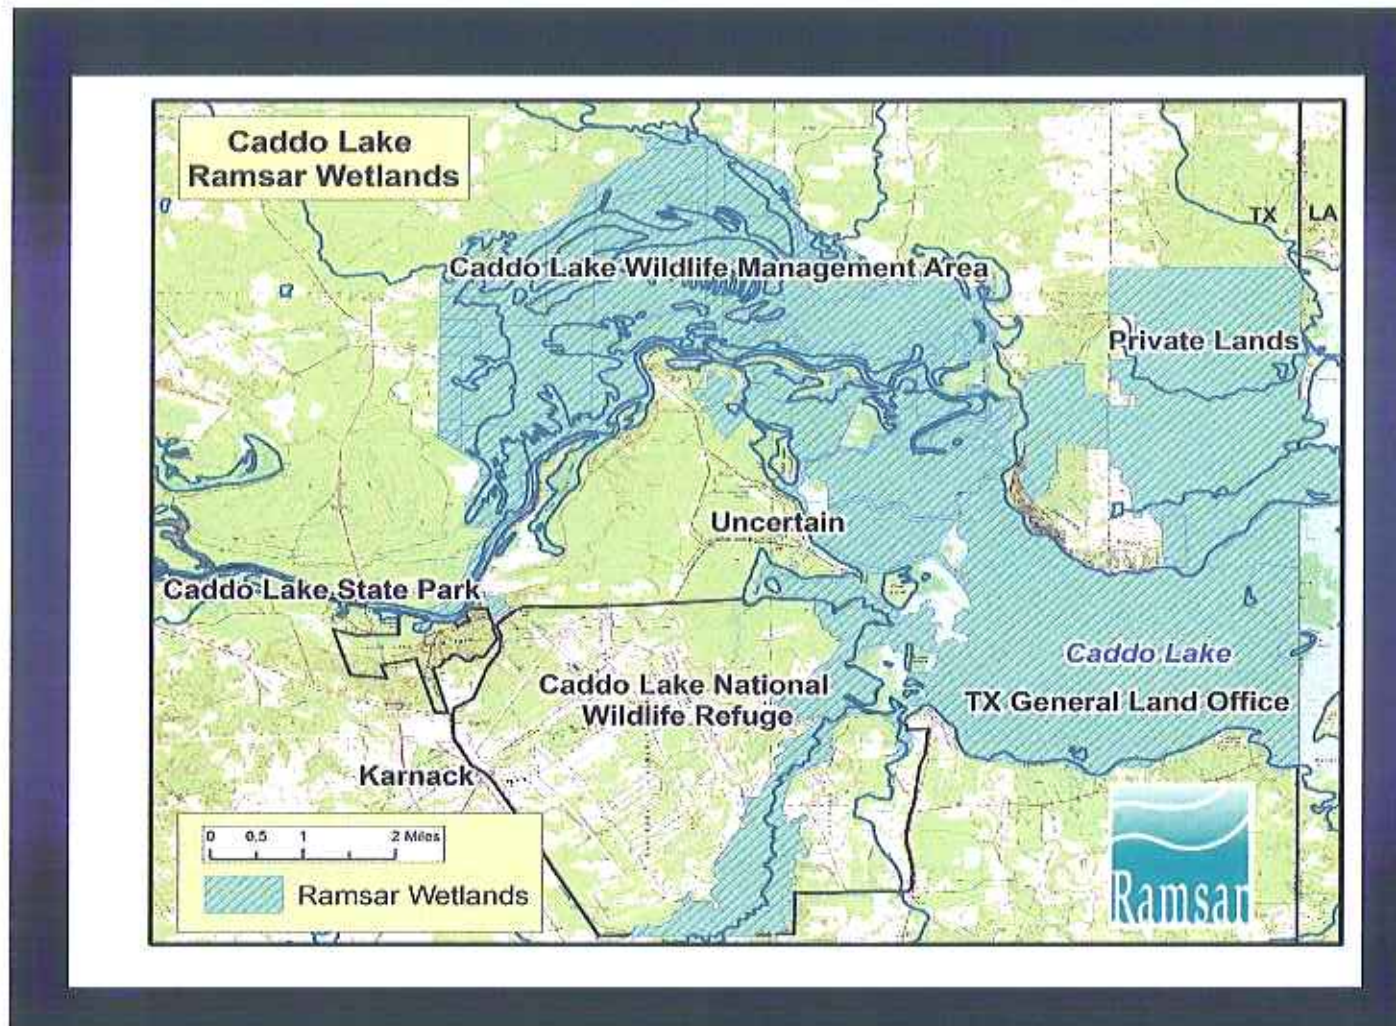 Caddo Lake
Ramsar Wetlands
TX
LA
Caddo Lake Wildlife Management Area
Private Lands
Uncertain
Caddo Lake State Park
Caddo Lake
Caddo Lake National
Wildlife Refuge
TX General Land Office
Karnack
0 0.5 1 2 Miles
Ramsar Wetlands
Ramsar